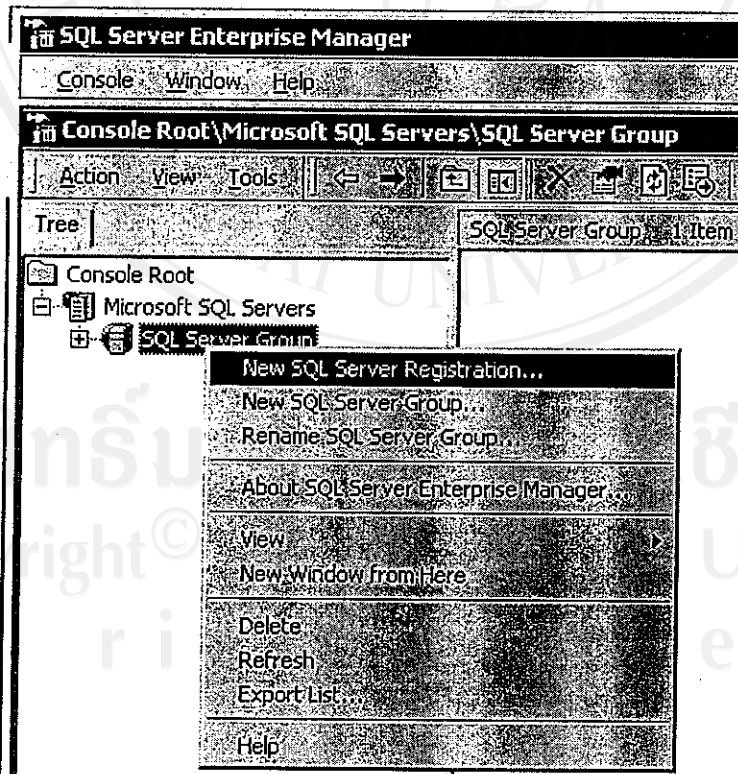 SQL Server Enterprise Manager
Console Window Help
Console Root\Microsoft SQL Servers\SQL Server Group
Action View Tools
Tree
SQL Server Group 1 Item
Console Root
Microsoft SQL Servers
SQL Server Group
New SQL Server Registration...
New SQL Server Group...
Rename SQL Server Group...
About SQL Server Enterprise Manager...
View
New Window from Here
Delete
Refresh
Export List...
Help